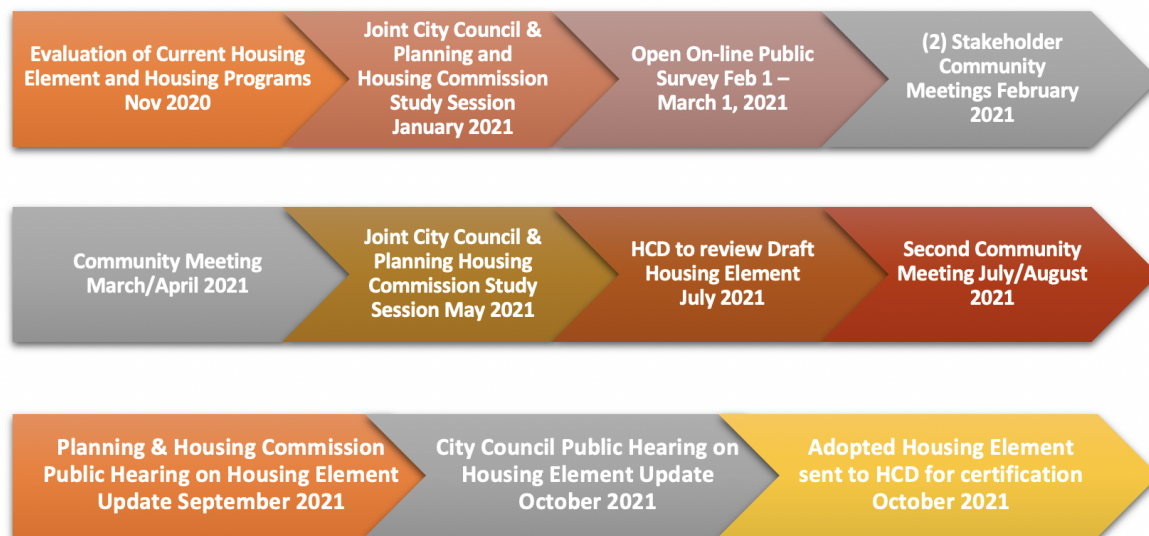 Evaluation of Current Housing
Element and Housing Programs
Nov 2020
Joint City Council &
Planning and
Housing Commission
Study Session
January 2021
Open On-line Public
Survey Feb 1 –
March 1, 2021
(2) Stakeholder
Community
Meetings February
2021
Community Meeting
March/April 2021
Joint City Council &
Planning Housing
Commission Study
Session May 2021
HCD to review Draft
Housing Element
July 2021
Second Community
Meeting July/August
2021
Planning & Housing Commission
Public Hearing on Housing Element
Update September 2021
City Council Public Hearing on
Housing Element Update
October 2021
Adopted Housing Element
sent to HCD for certification
October 2021